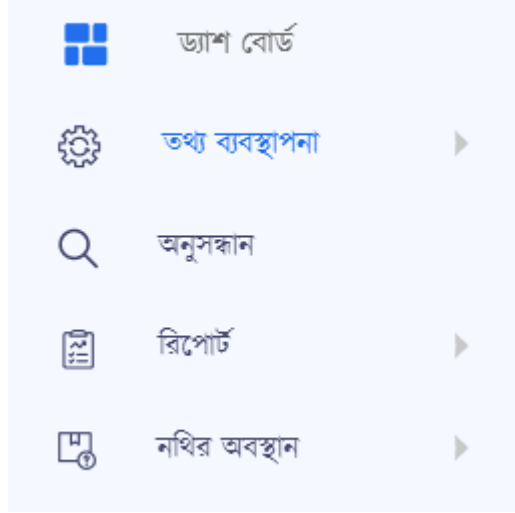 ড্যাশ বোর্ড
তথ্য ব্যবস্থাপনা
অনুসন্ধান
রিপোর্ট
নথির অবস্থান